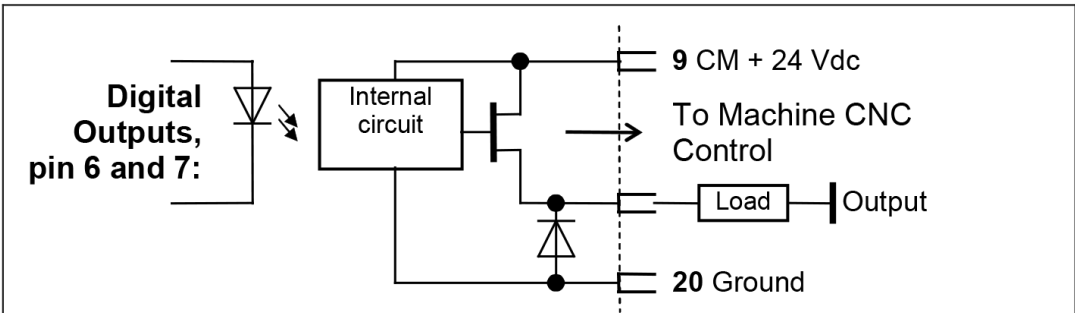 Digital
Outputs,
pin 6 and 7:
Internal
circuit
9 CM + 24 Vdc
To Machine CNC
Control
Load
Output
20 Ground